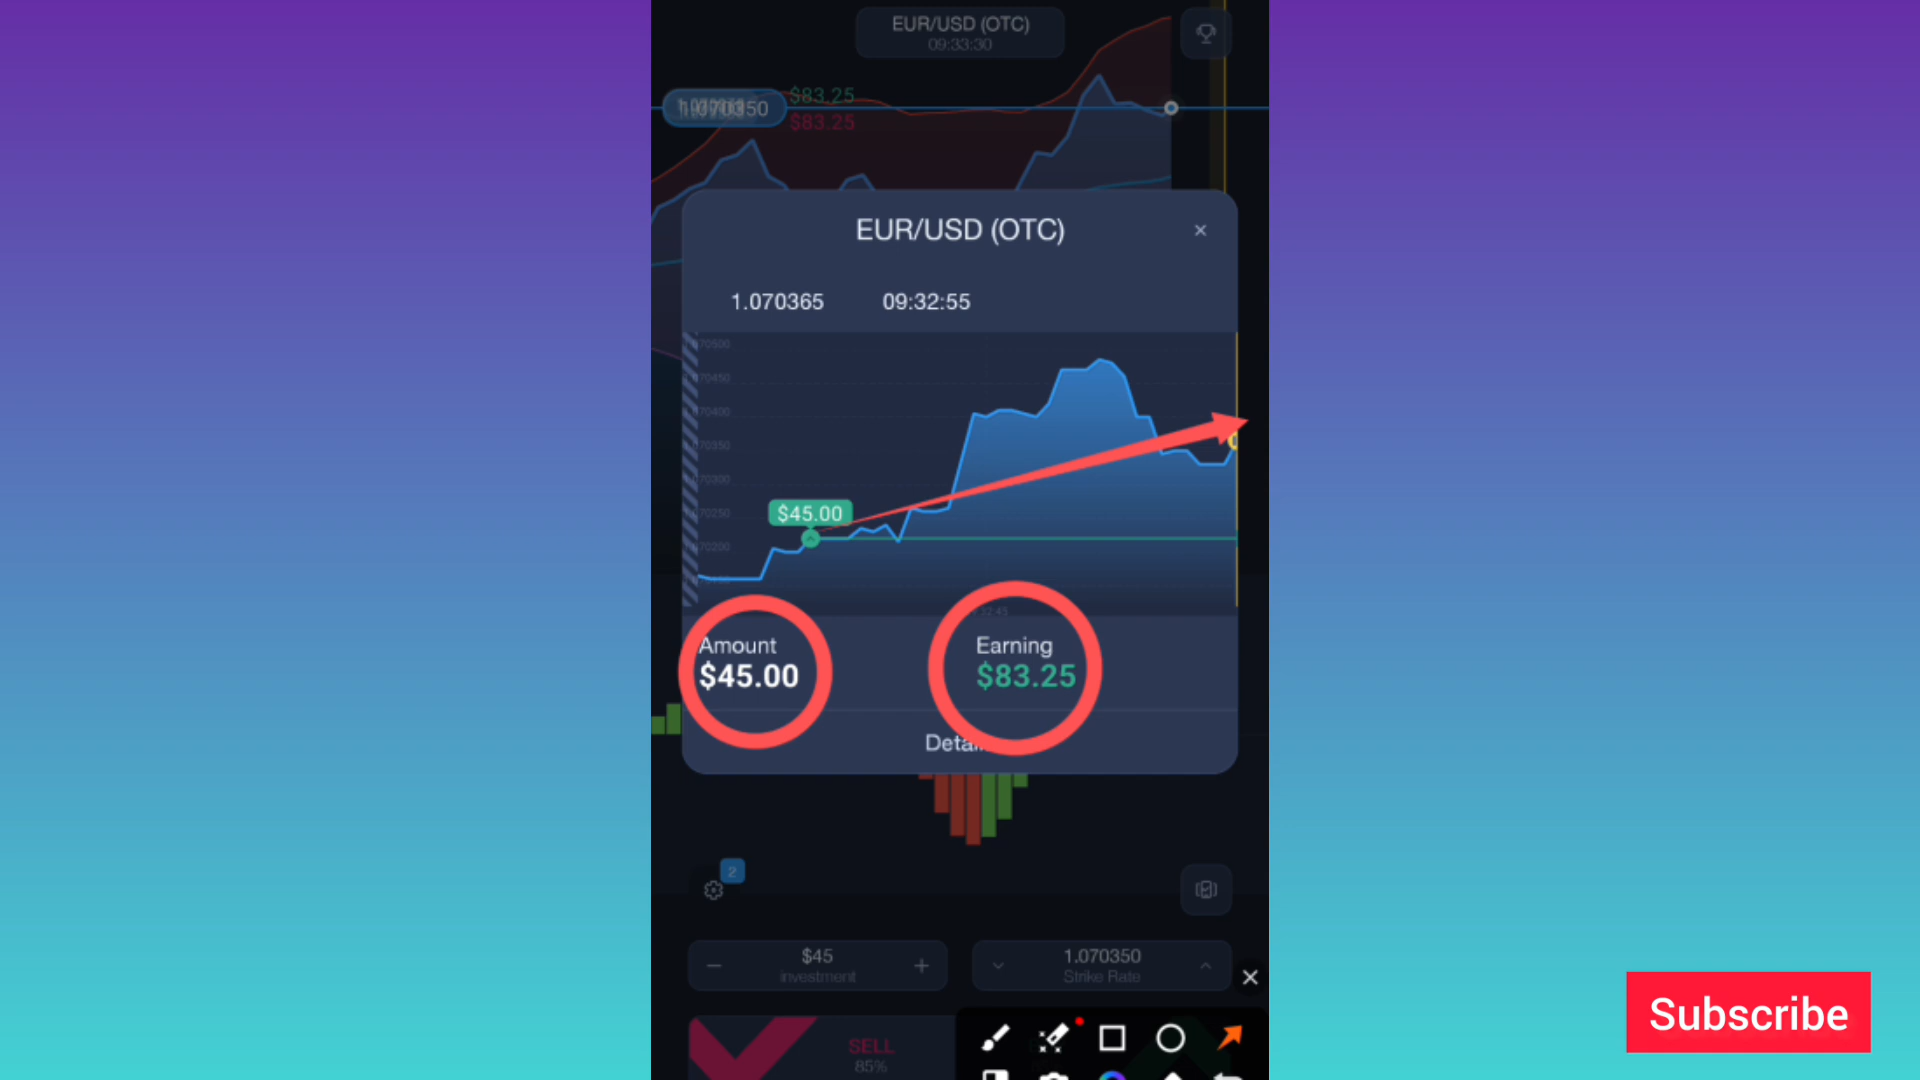 EUR/USD (OTC)
09:33:30
$83.25
$83.25
EUR/USD (OTC)
1.070365 09:32:55
$45.00
Amount
$45.00
Earning
$83.25
2
$45
investment
1.070350
Strike Rate
SELL
85%
Subscribe